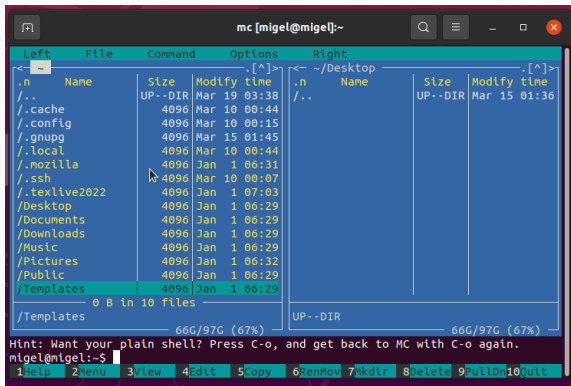 mc [migel@migel]:~
Left File Command Options Right
<- ~ .[^]> <- ~/Desktop .[^]>
.n Name Size Modify time .n Name Size Modify time
/.. UP--DIR Mar 19 03:38 /.. UP--DIR Mar 15 01:36
/.cache 4096 Mar 10 00:44
/.config 4096 Mar 10 00:15
/.gnupg 4096 Mar 15 01:45
/.local 4096 Mar 10 00:44
/.mozilla 4096 Jan 1 06:31
/.ssh 4096 Mar 10 00:07
/.texlive2022 4096 Jan 1 07:03
/Desktop 4096 Jan 1 06:29
/Documents 4096 Jan 1 06:29
/Downloads 4096 Jan 1 06:29
/Music 4096 Jan 1 06:29
/Pictures 4096 Jan 1 06:32
/Public 4096 Jan 1 06:29
/Templates 4096 Jan 1 06:29
0 B in 10 files
/Templates UP--DIR
66G/97G (67%) 66G/97G (67%)
Hint: Want your plain shell? Press C-o, and get back to MC with C-o again.
migel@migel:~$
1Help 2Menu 3View 4Edit 5Copy 6RenMov 7Mkdir 8Delete 9PullDn 10Quit